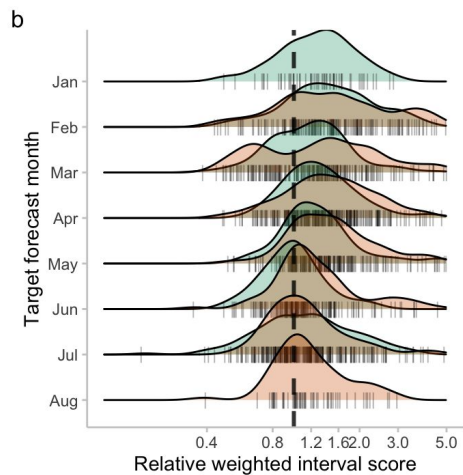 b
Target forecast month
Jan
Feb
Mar
Apr
May
Jun
Jul
Aug
0.4 0.8 1.2 1.6 2.0 3.0 5.0
Relative weighted interval score